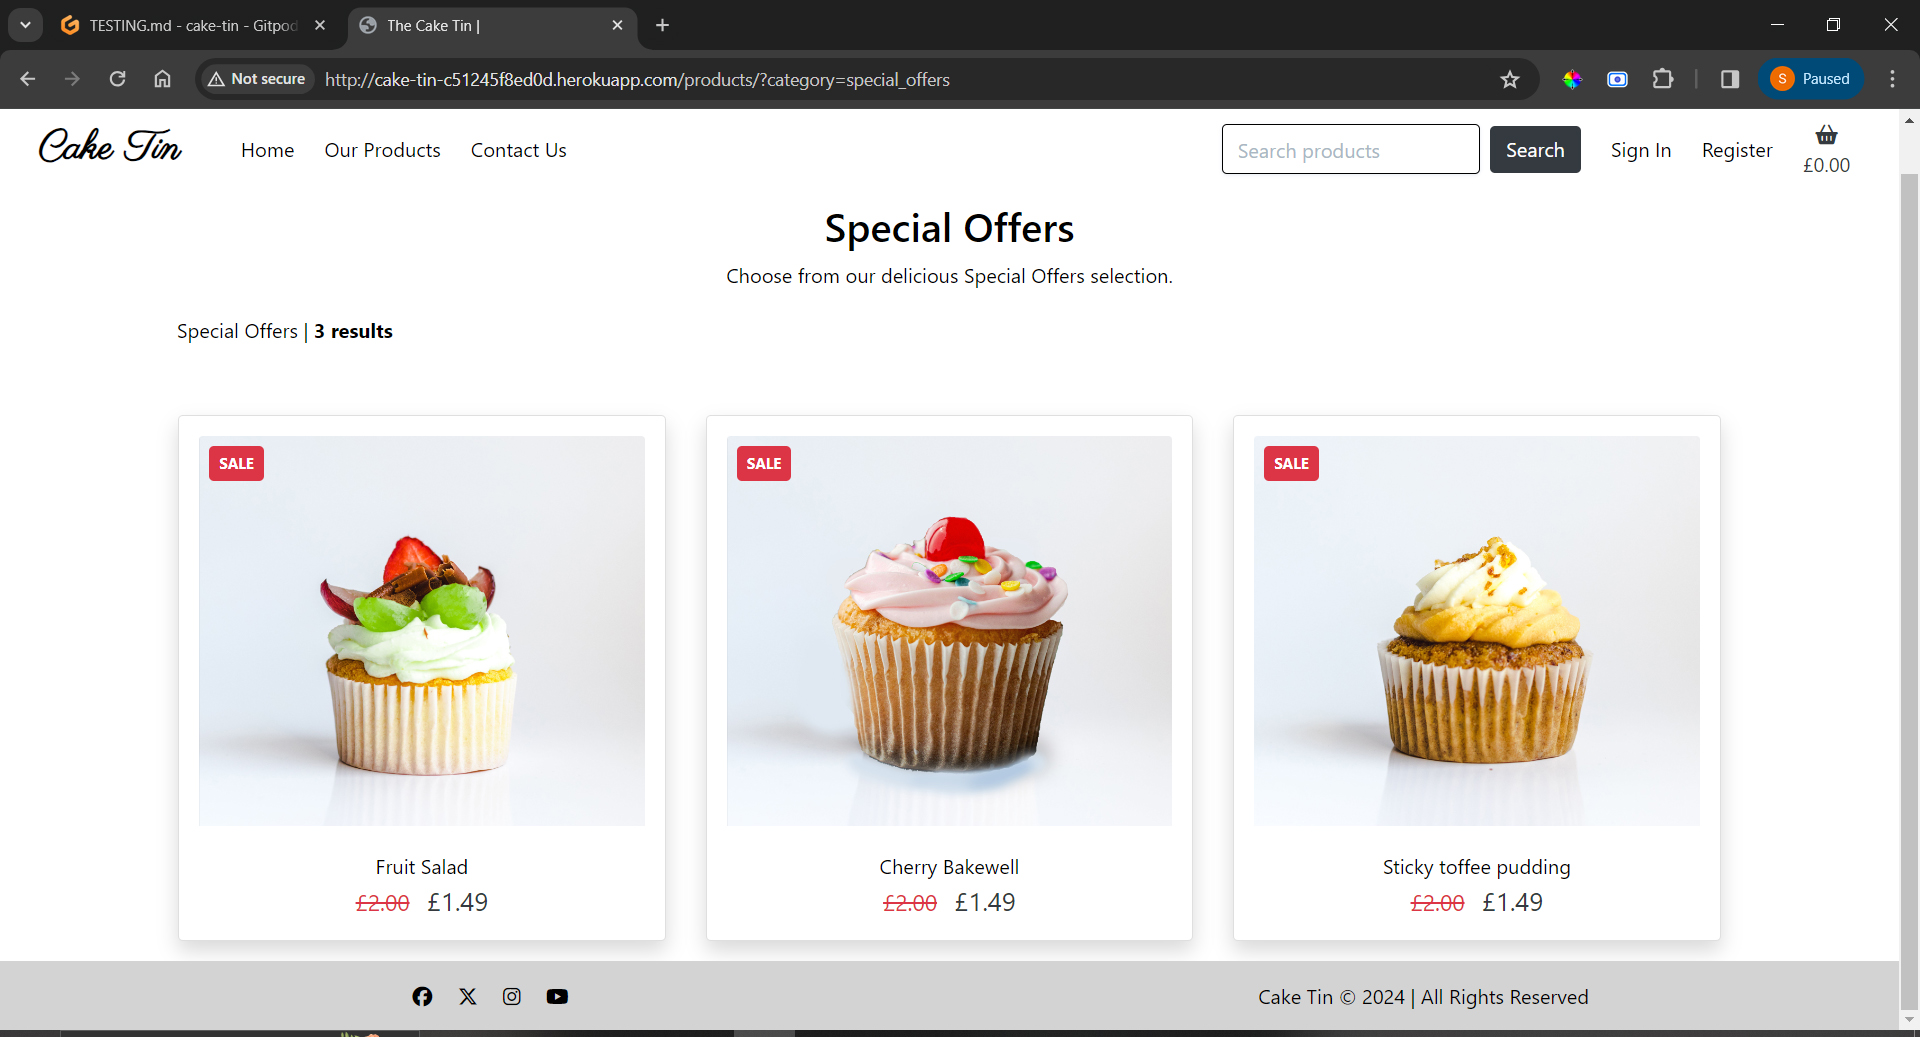 TESTING.md - cake-tin - Gitpod
The Cake Tin |
Not secure
http://cake-tin-c51245f8ed0d.herokuapp.com/products/?category=special_offers
S Paused
Cake Tin
Home Our Products Contact Us
Search products Search Sign In Register
£0.00
Special Offers
Choose from our delicious Special Offers selection.
Special Offers | 3 results
SALE
Fruit Salad
£2.00 £1.49
SALE
Cherry Bakewell
£2.00 £1.49
SALE
Sticky toffee pudding
£2.00 £1.49
Cake Tin © 2024 | All Rights Reserved